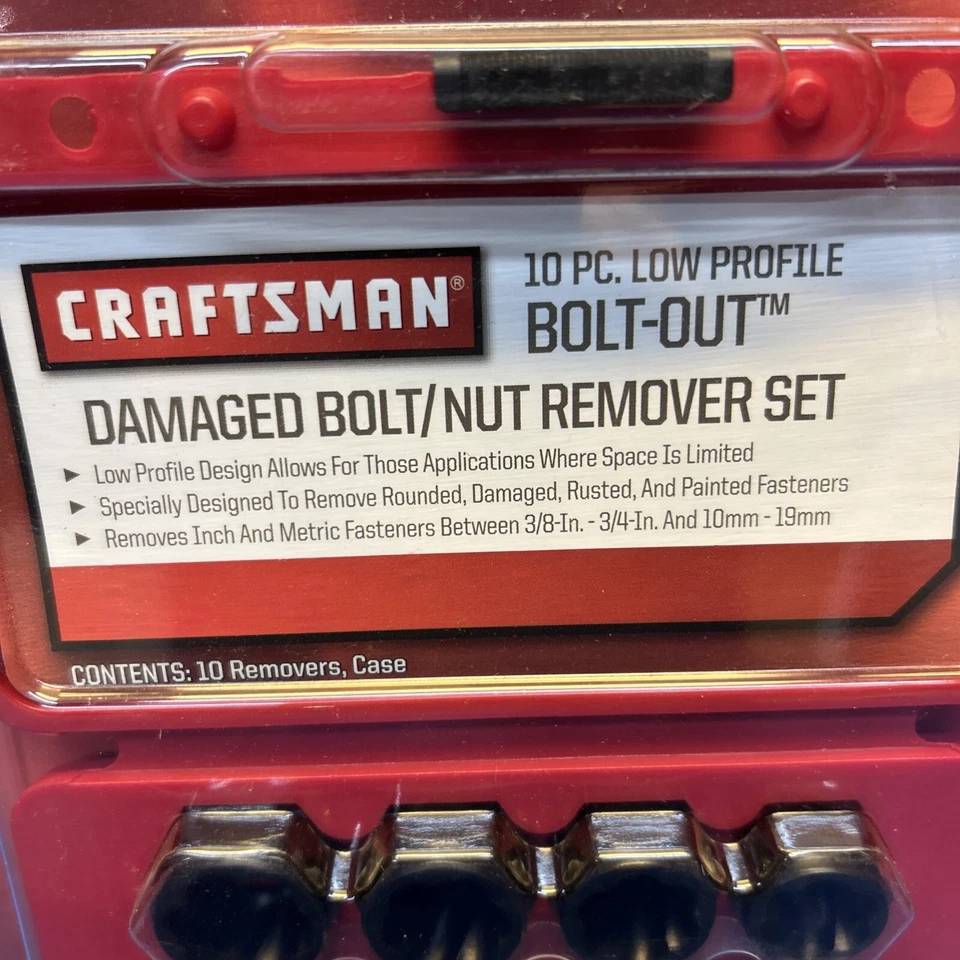 CRAFTSMAN®
10 PC. LOW PROFILE
BOLT-OUT™
DAMAGED BOLT/NUT REMOVER SET
► Low Profile Design Allows For Those Applications Where Space Is Limited
► Specially Designed To Remove Rounded, Damaged, Rusted, And Painted Fasteners
► Removes Inch And Metric Fasteners Between 3/8-In. - 3/4-In. And 10mm - 19mm
CONTENTS: 10 Removers, Case